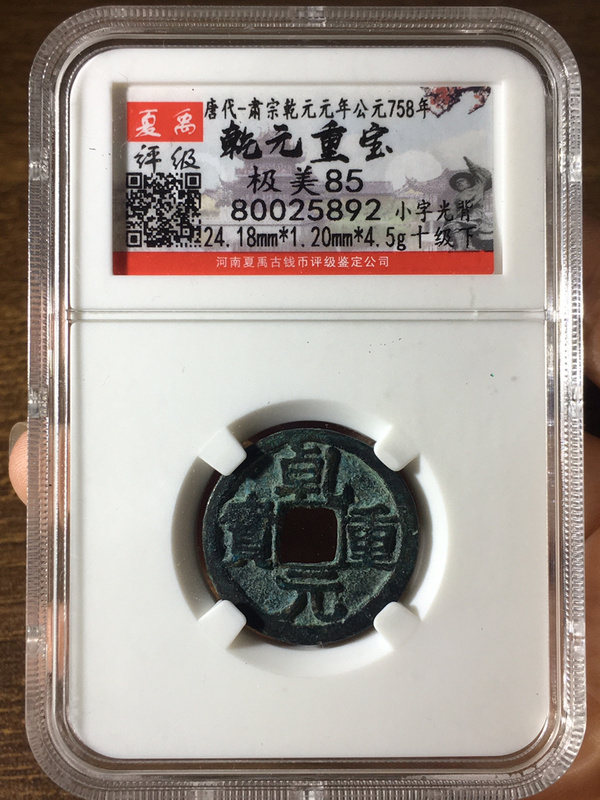 夏禹
评级
唐代-肃宗乾元元年公元758年
乾元重宝
极美85
80025892 小字光背
24.18mm*1.20mm*4.5g 十级下
河南夏禹古钱币评级鉴定公司
乾元重寳